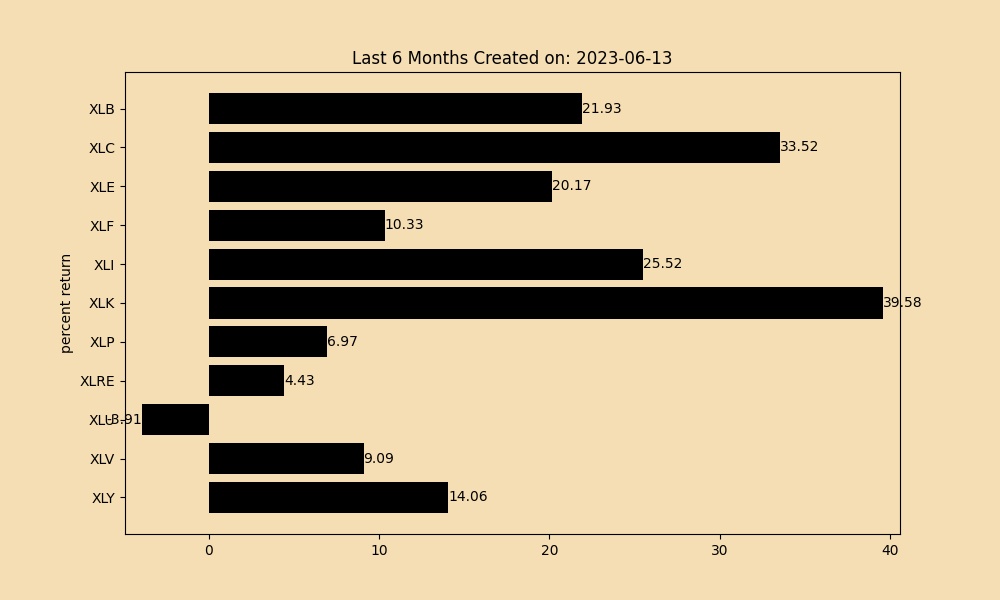 Last 6 Months Created on: 2023-06-13
percent return
XLB 21.93
XLC 33.52
XLE 20.17
XLF 10.33
XLI 25.52
XLK 39.58
XLP 6.97
XLRE 4.43
XLU -3.91
XLV 9.09
XLY 14.06
0 10 20 30 40